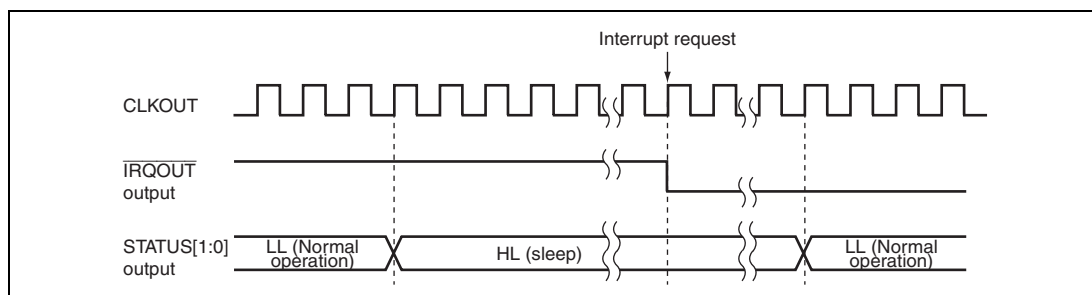 Interrupt request
CLKOUT
IRQOUT
output
STATUS[1:0]
output
LL (Normal
operation)
HL (sleep)
LL (Normal
operation)